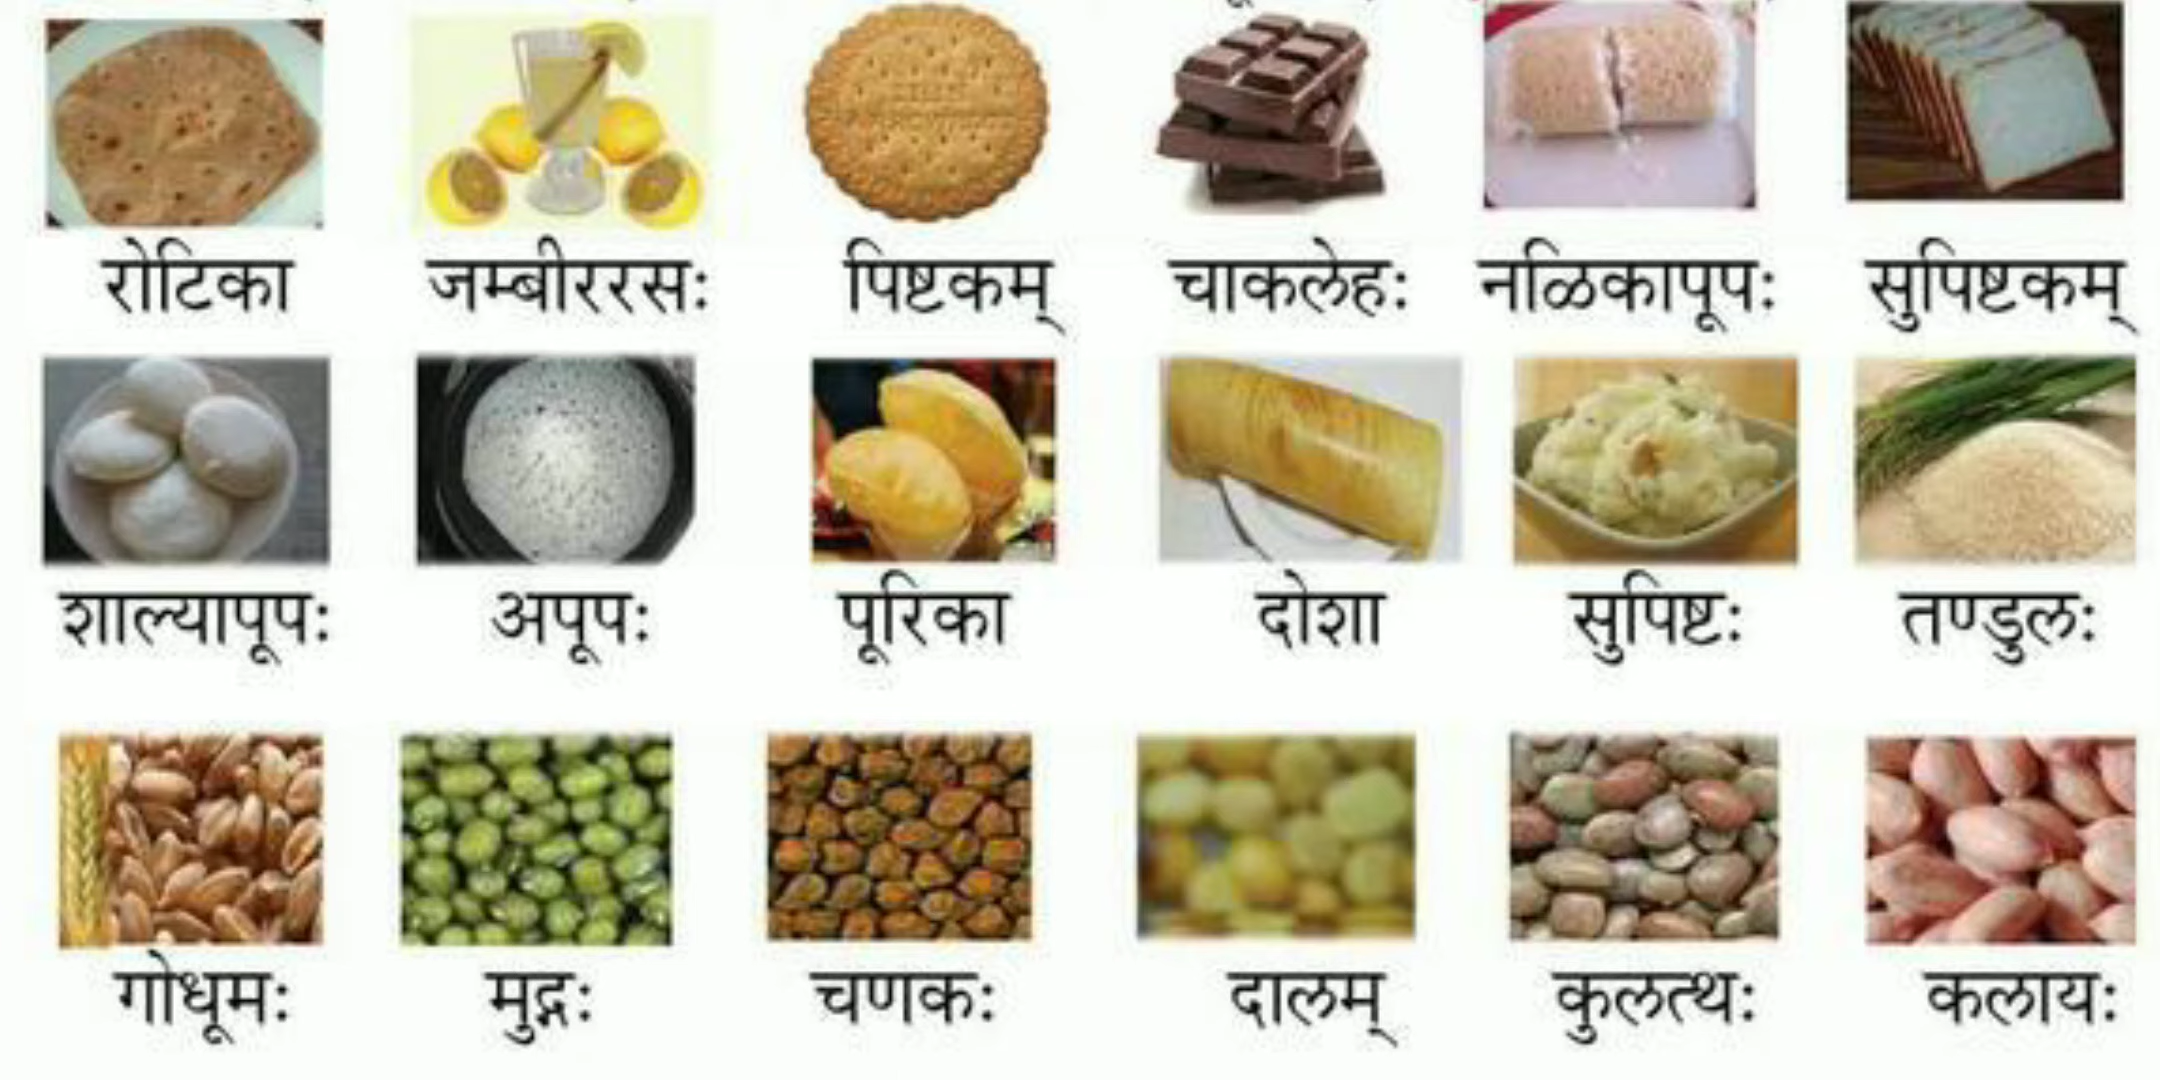 रोटिका जम्बीररसः पिष्टकम् चाकलेहः नळिकापूपः सुपिष्टकम्
शाल्यापूपः अपूपः पूरिका दोशा सुपिष्टः तण्डुलः
गोधूमः मुद्गः चणकः दालम् कुलत्थः कलायः